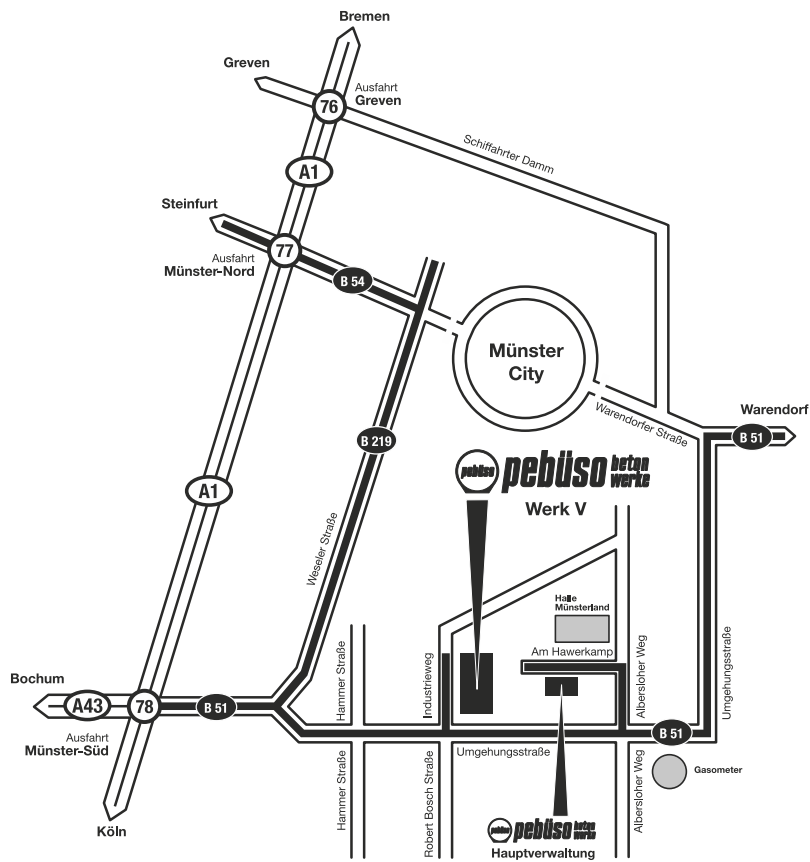 Bremen
Greven
Ausfahrt
Greven
76
Schiffahrter Damm
A1
Steinfurt
77
Ausfahrt
Münster-Nord
B 54
Münster
City
Warendorfer Straße
Warendorf
B 51
B 219
pebüso
pebüso beton
werke
Werk V
A1
Weseler Straße
Halle
Münsterland
Am Hawerkamp
Hammer Straße
Industrieweg
Albersloher Weg
Umgehungsstraße
Bochum
A43
78
B 51
Ausfahrt
Münster-Süd
Umgehungsstraße
B 51
Hammer Straße
Robert Bosch Straße
Albersloher Weg
Gasometer
Köln
pebüso
pebüso beton
werke
Hauptverwaltung